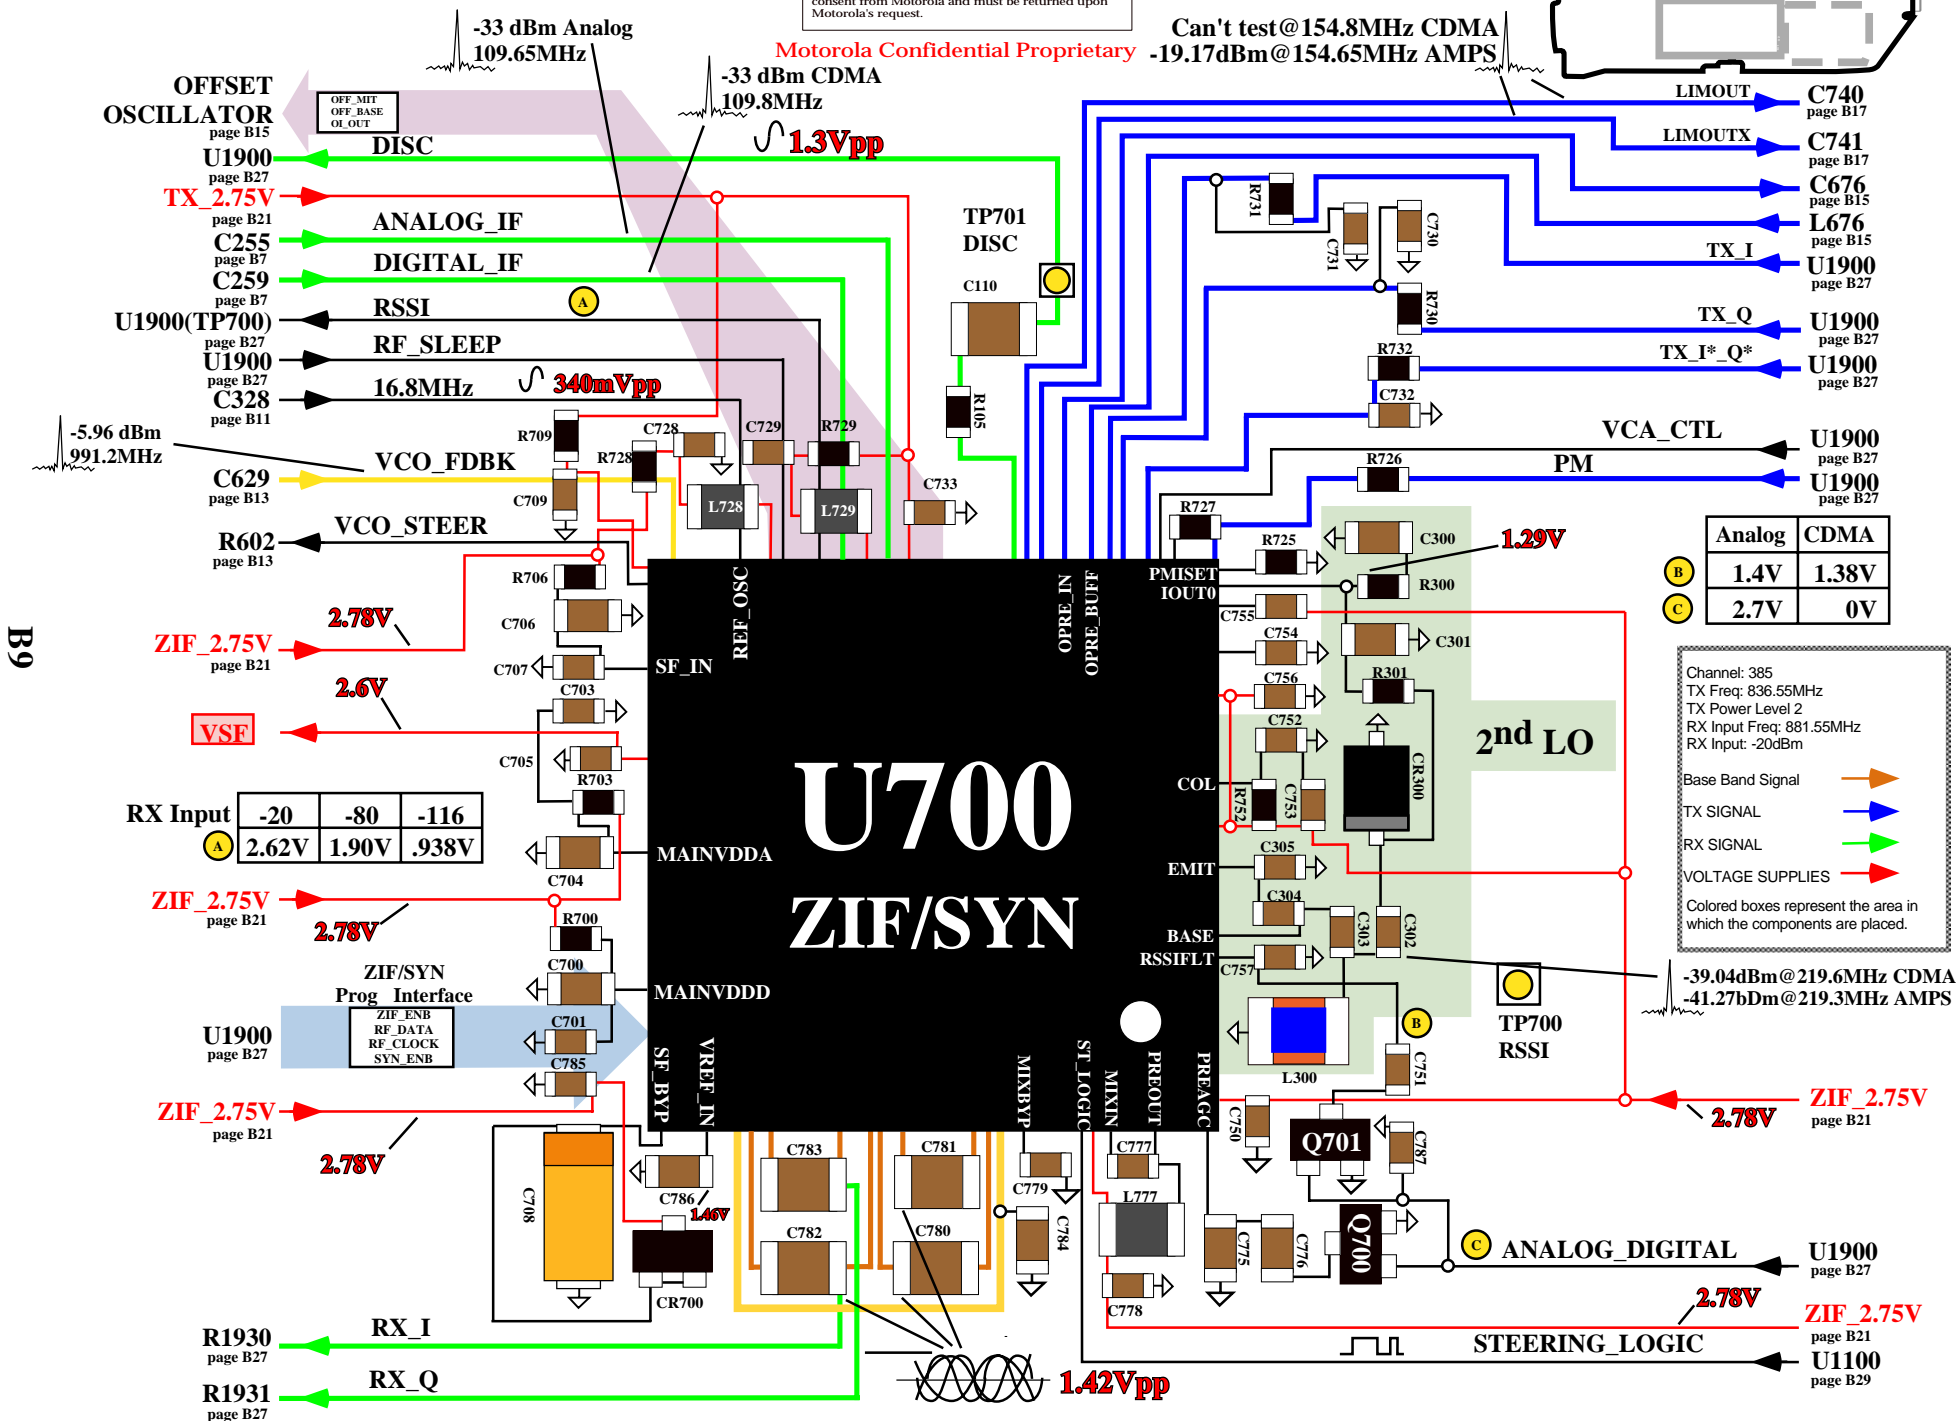 consent from Motorola and must be returned upon
Motorola's request.
Motorola Confidential Proprietary
-33 dBm Analog
109.65MHz
-33 dBm CDMA
109.8MHz
Can't test@154.8MHz CDMA
-19.17dBm@154.65MHz AMPS
OFFSET
OSCILLATOR
page B15
OFF_MIT
OFF_BASE
OI_OUT
U1900
page B27
DISC
1.3Vpp
TX_2.75V
page B21
C255
page B7
ANALOG_IF
C259
page B7
DIGITAL_IF
U1900(TP700)
page B27
RSSI
A
U1900
page B27
RF_SLEEP
C328
page B11
16.8MHz
340mVpp
-5.96 dBm
991.2MHz
C629
page B13
VCO_FDBK
R602
page B13
VCO_STEER
TP701
DISC
C110
R105
LIMOUT
C740
page B17
LIMOUTX
C741
page B17
C676
page B15
L676
page B15
TX_I
U1900
page B27
TX_Q
U1900
page B27
TX_I*_Q*
U1900
page B27
VCA_CTL
U1900
page B27
PM
U1900
page B27
R731
C731
C730
R730
R732
C732
R726
R727
R725
R709
C709
R728
C728
C729
R729
L728
L729
C733
R706
C706
C707
C703
C705
R703
C704
R700
C700
C701
C785
ZIF_2.75V
page B21
2.78V
VSF
2.6V
RX Input
-20 -80 -116
A
2.62V 1.90V .938V
ZIF_2.75V
page B21
2.78V
ZIF/SYN
Prog Interface
ZIF_ENB
RF_DATA
RF_CLOCK
SYN_ENB
U1900
page B27
ZIF_2.75V
page B21
2.78V
B9
U700
ZIF/SYN
REF_OSC
OPRE_IN
OPRE_BUFF
PMISET
IOUT0
SF_IN
MAINVDDA
MAINVDDD
SF_BYP
VREF_IN
COL
EMIT
BASE
RSSIFLT
MIXBYP
ST_LOGIC
MIXIN
PREOUT
PREAGC
C300
1.29V
R300
C755
C754
C301
C756
R301
C752
2nd LO
R752
C753
CR300
C305
C304
C303
C302
C757
L300
B
C751
Analog CDMA
B
1.4V 1.38V
C
2.7V 0V
Channel: 385
TX Freq: 836.55MHz
TX Power Level 2
RX Input Freq: 881.55MHz
RX Input: -20dBm
Base Band Signal
TX SIGNAL
RX SIGNAL
VOLTAGE SUPPLIES
Colored boxes represent the area in
which the components are placed.
-39.04dBm@219.6MHz CDMA
-41.27bDm@219.3MHz AMPS
TP700
RSSI
ZIF_2.75V
page B21
2.78V
C750
Q701
C787
C708
C786
1.46V
CR700
C783
C782
C781
C780
C779
C784
C777
L777
C778
C775
C776
Q700
C
ANALOG_DIGITAL
U1900
page B27
2.78V
ZIF_2.75V
page B21
STEERING_LOGIC
U1100
page B29
R1930
page B27
RX_I
R1931
page B27
RX_Q
1.42Vpp